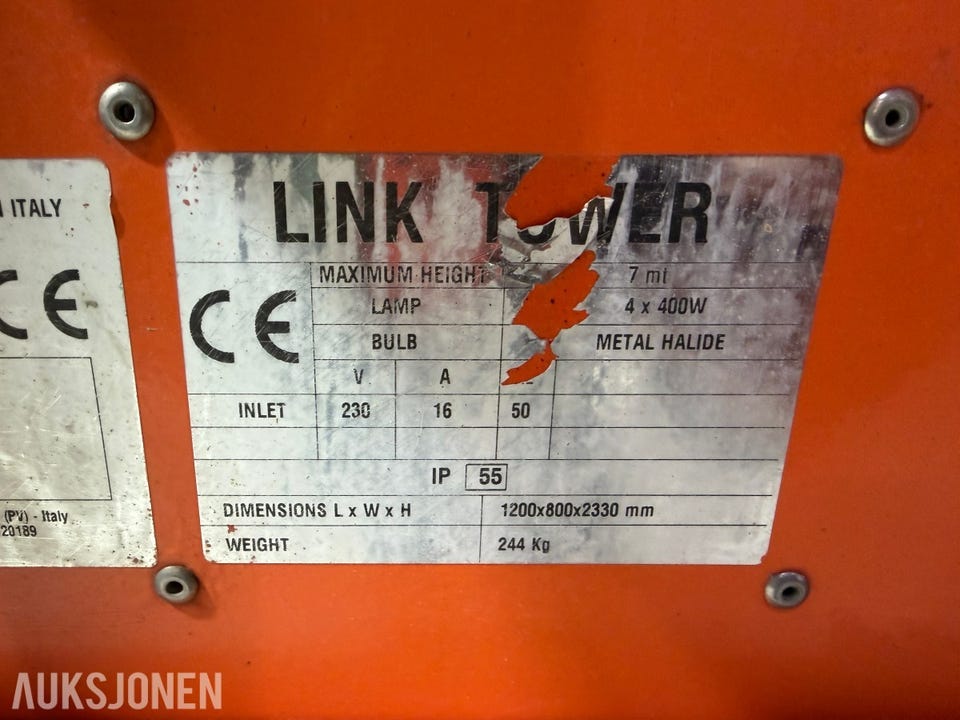 ITALY
CE
(PV) - Italy
20189
LINK TOWER
CE
MAXIMUM HEIGHT 7 mt
LAMP 4 x 400W
BULB METAL HALIDE
V A
INLET 230 16 50
IP 55
DIMENSIONS L x W x H 1200x800x2330 mm
WEIGHT 244 Kg
AUKSJONEN